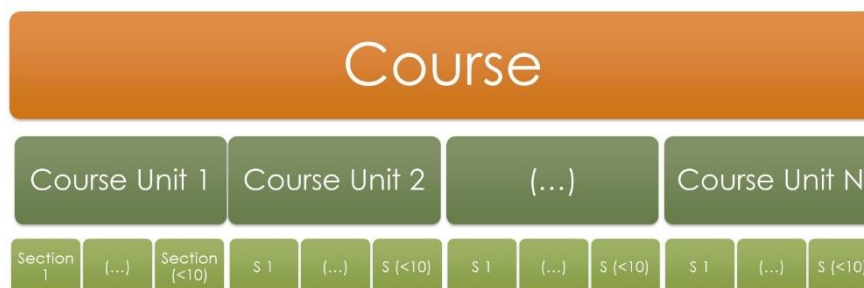 Course
Course Unit 1 Course Unit 2 (...) Course Unit N
Section 1 (...) Section (<10) S 1 (...) S (<10) S 1 (...) S (<10) S 1 (...) S (<10)